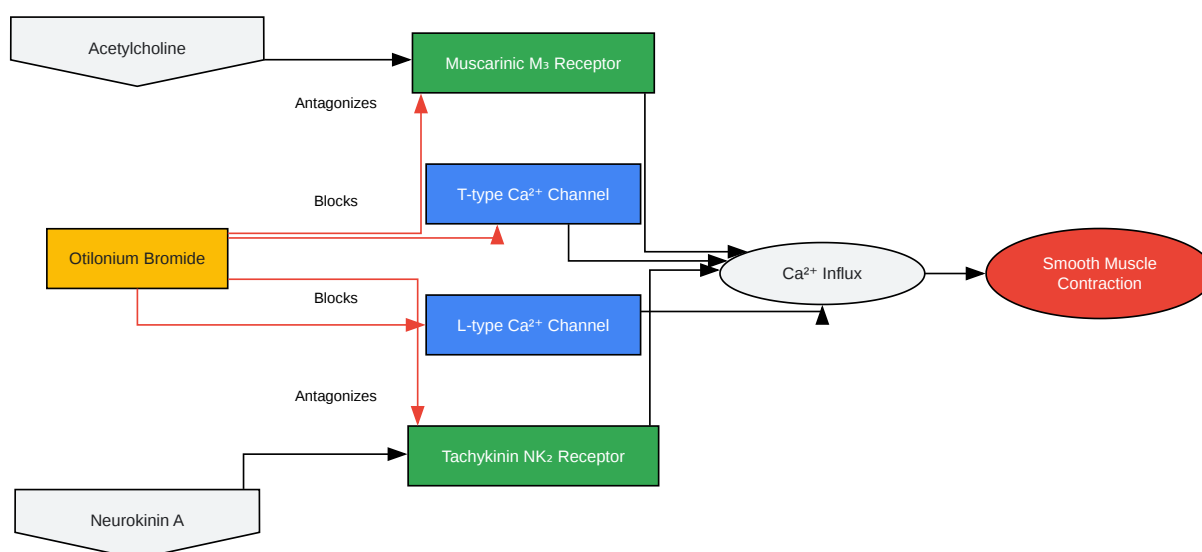 Acetylcholine
Muscarinic M₃ Receptor
Antagonizes
T-type Ca²⁺ Channel
Blocks
Otilonium Bromide
Ca²⁺ Influx
Smooth Muscle
Contraction
Blocks
L-type Ca²⁺ Channel
Antagonizes
Tachykinin NK₂ Receptor
Neurokinin A